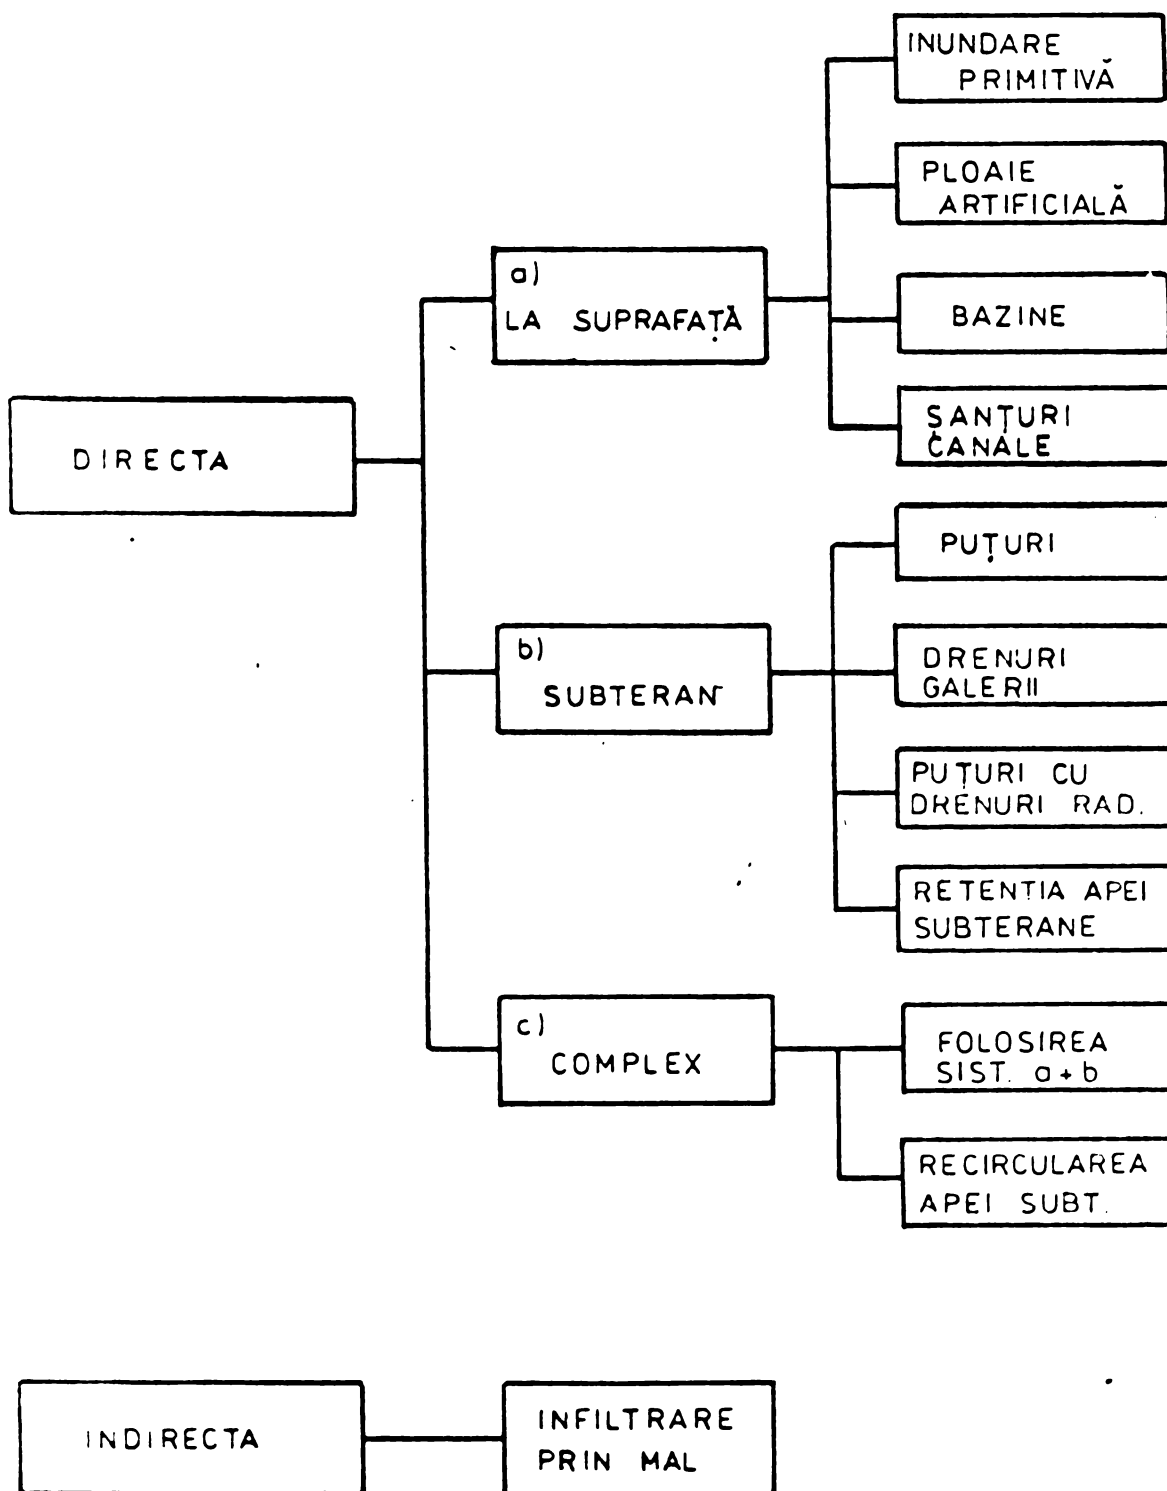 INUNDARE
PRIMITIVĂ
PLOAIE
ARTIFICIALĂ
a)
LA SUPRAFAȚĂ
BAZINE
ȘANȚURI
CANALE
DIRECTA
PUȚURI
b)
SUBTERAN
DRENURI
GALERII
PUȚURI CU
DRENURI RAD.
RETENTIA APEI
SUBTERANE
c)
COMPLEX
FOLOSIREA
SIST. a+b
RECIRCULAREA
APEI SUBT.
INDIRECTA
INFILTRARE
PRIN MAL